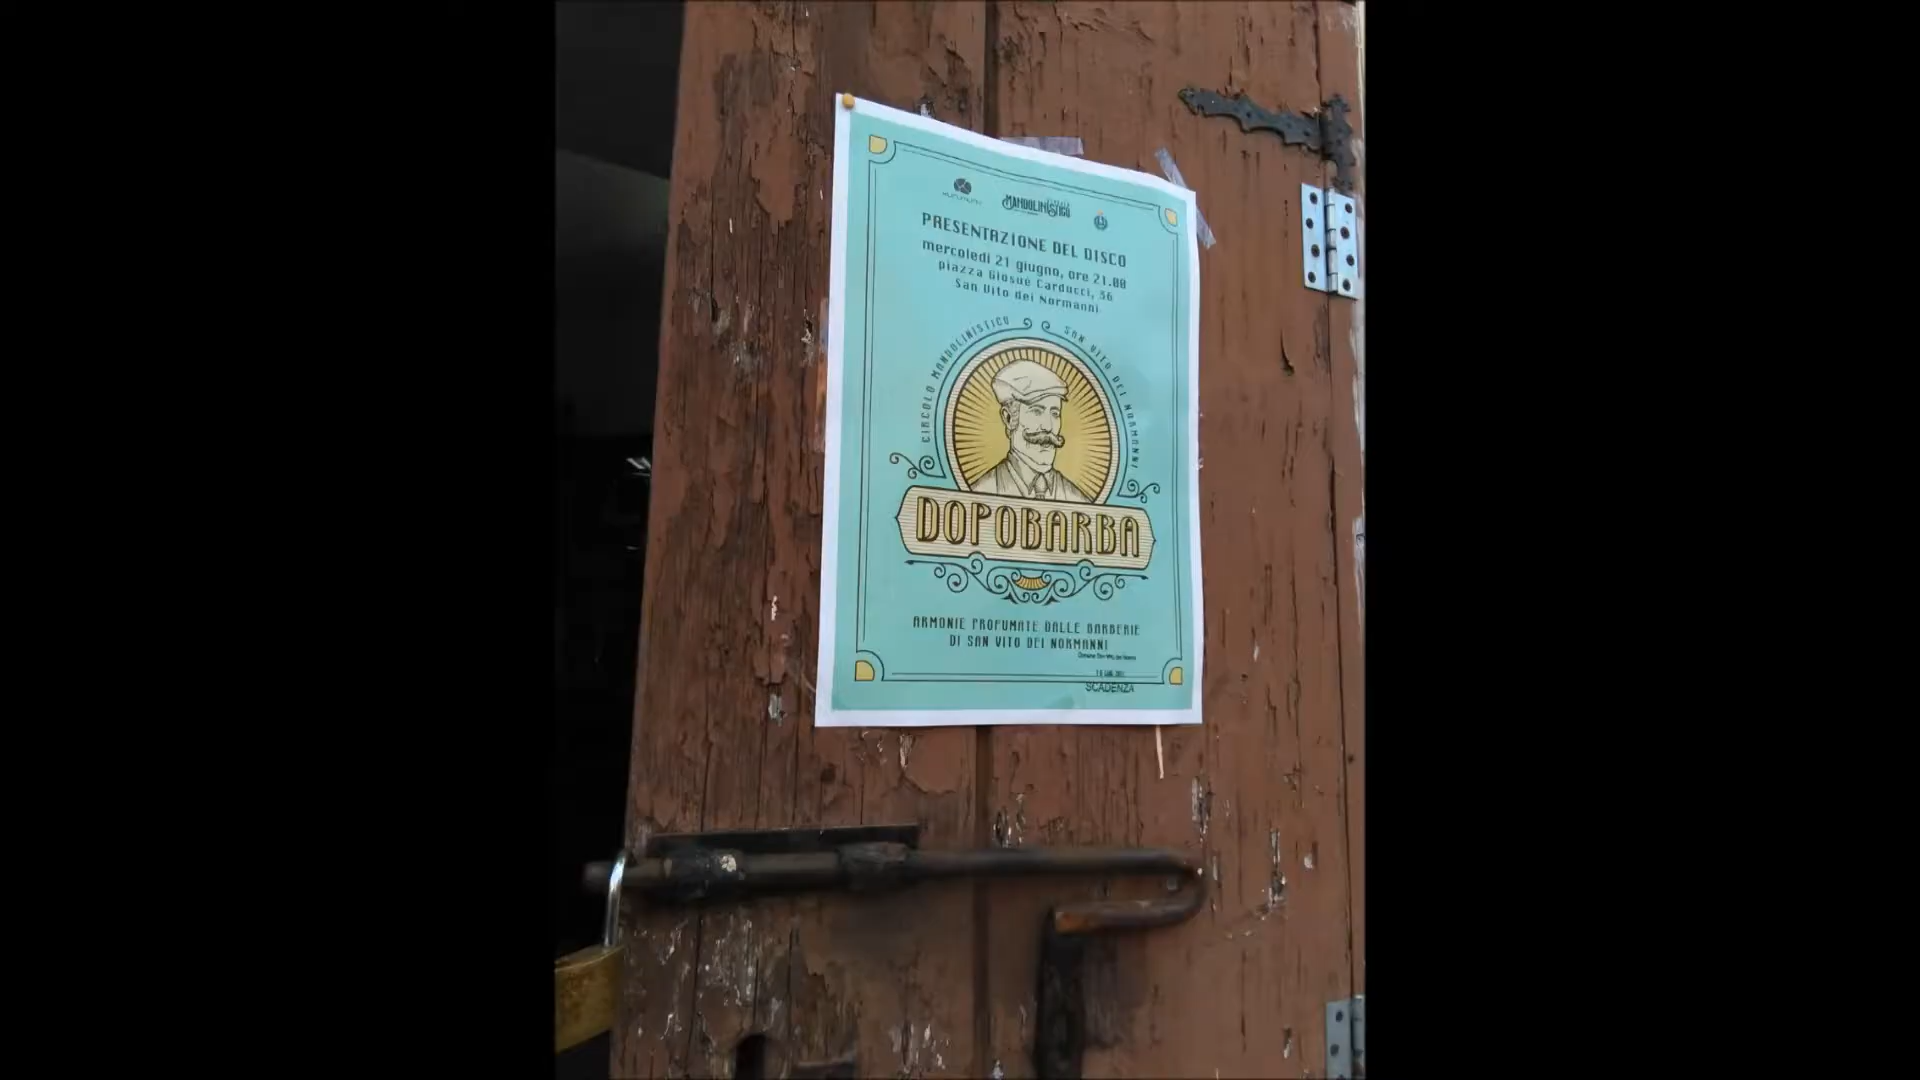 MANDOLINISTICO
PRESENTAZIONE DEL DISCO
mercoledì 21 giugno, ore 21.00
piazza Giosuè Carducci, 36
San Vito dei Normanni
CIRCOLO MANDOLINISTICO SAN VITO DEI NORMANNI
DOPOBARBA
ARMONIE PROFUMATE DALLE BARBERIE
DI SAN VITO DEI NORMANNI
SCADENZA